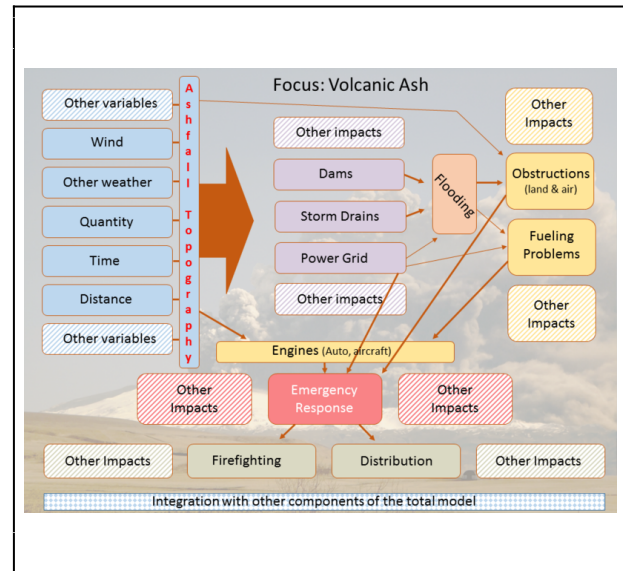 Focus: Volcanic Ash
Other variables
Wind
Other weather
Quantity
Time
Distance
Other variables
Ashfall Topography
Other impacts
Dams
Storm Drains
Power Grid
Other impacts
Flooding
Other
Impacts
Obstructions
(land & air)
Fueling
Problems
Other
Impacts
Engines (Auto, aircraft)
Other
Impacts
Emergency
Response
Other
Impacts
Other Impacts
Firefighting
Distribution
Other Impacts
Integration with other components of the total model